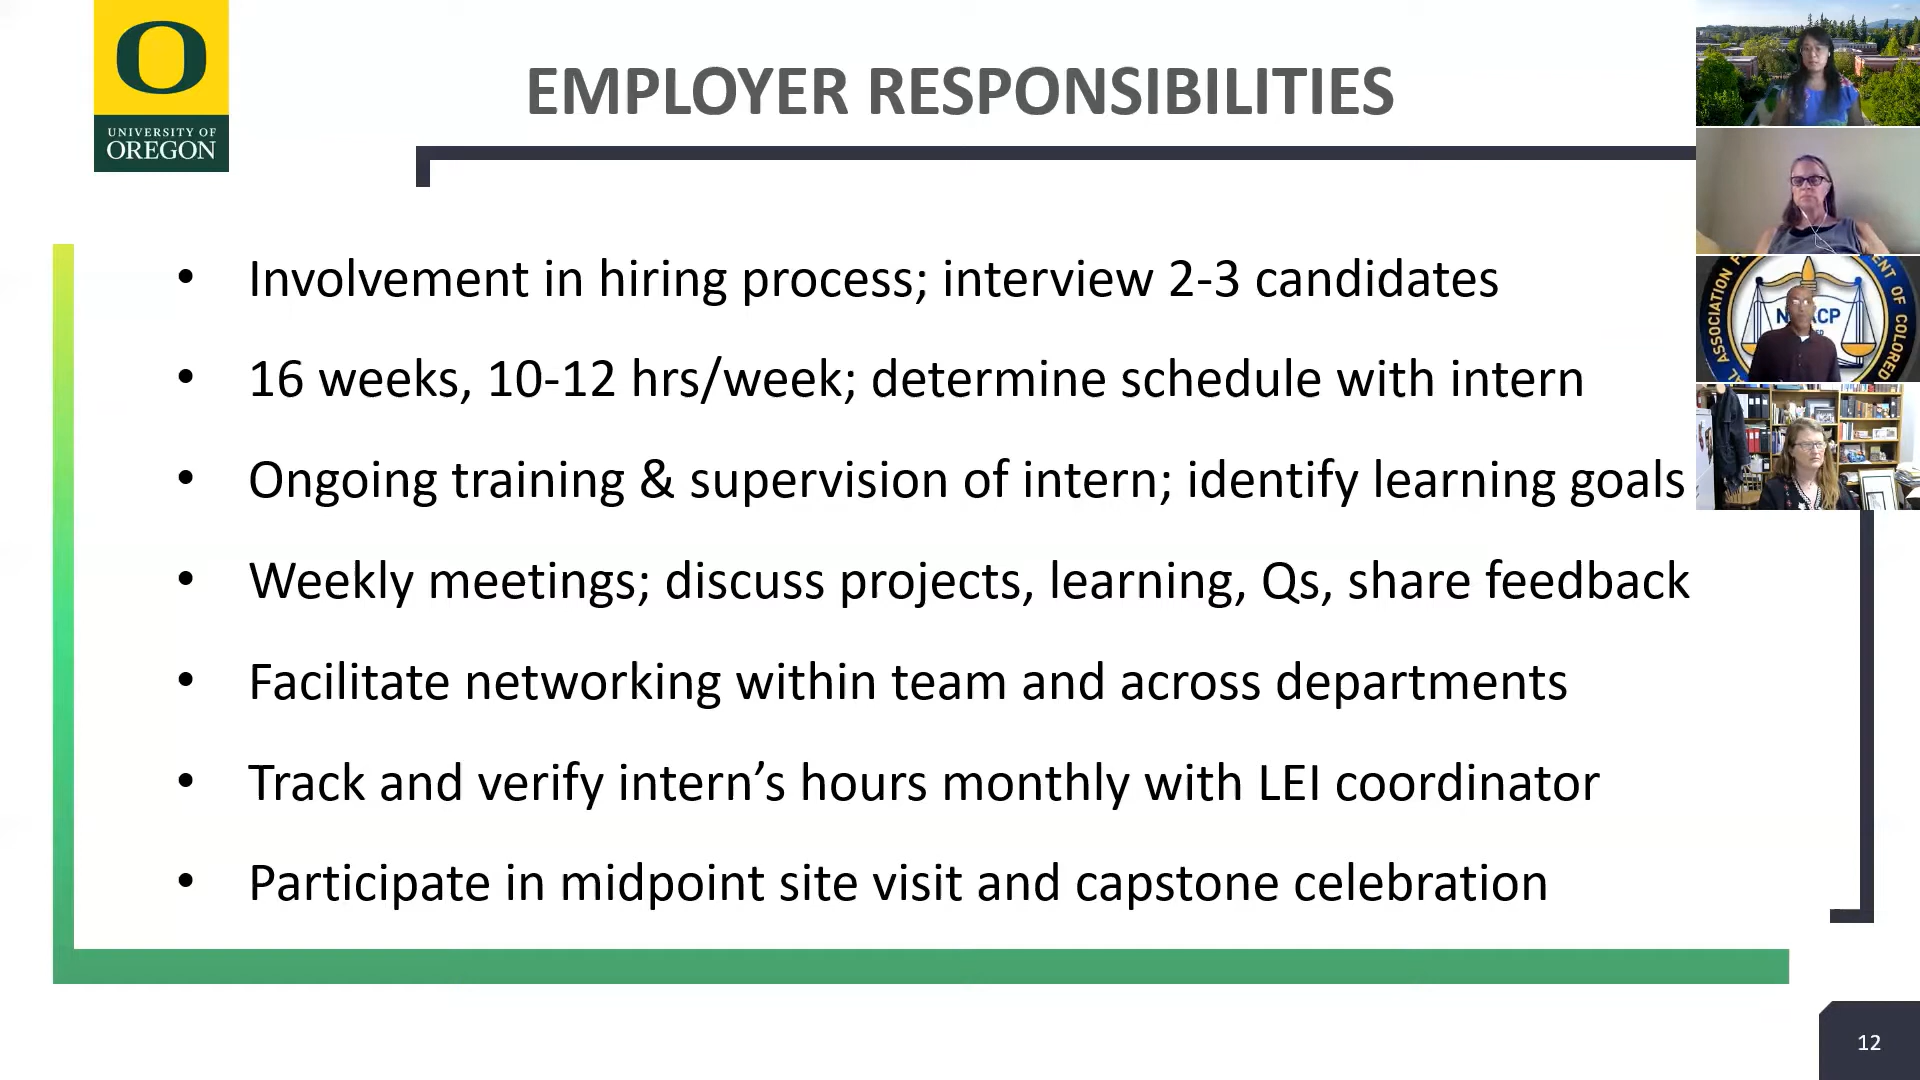 UNIVERSITY OF
OREGON
EMPLOYER RESPONSIBILITIES
• Involvement in hiring process; interview 2-3 candidates
• 16 weeks, 10-12 hrs/week; determine schedule with intern
• Ongoing training & supervision of intern; identify learning goals
• Weekly meetings; discuss projects, learning, Qs, share feedback
• Facilitate networking within team and across departments
• Track and verify intern’s hours monthly with LEI coordinator
• Participate in midpoint site visit and capstone celebration
ASSOCIATION
OF COLORED
12